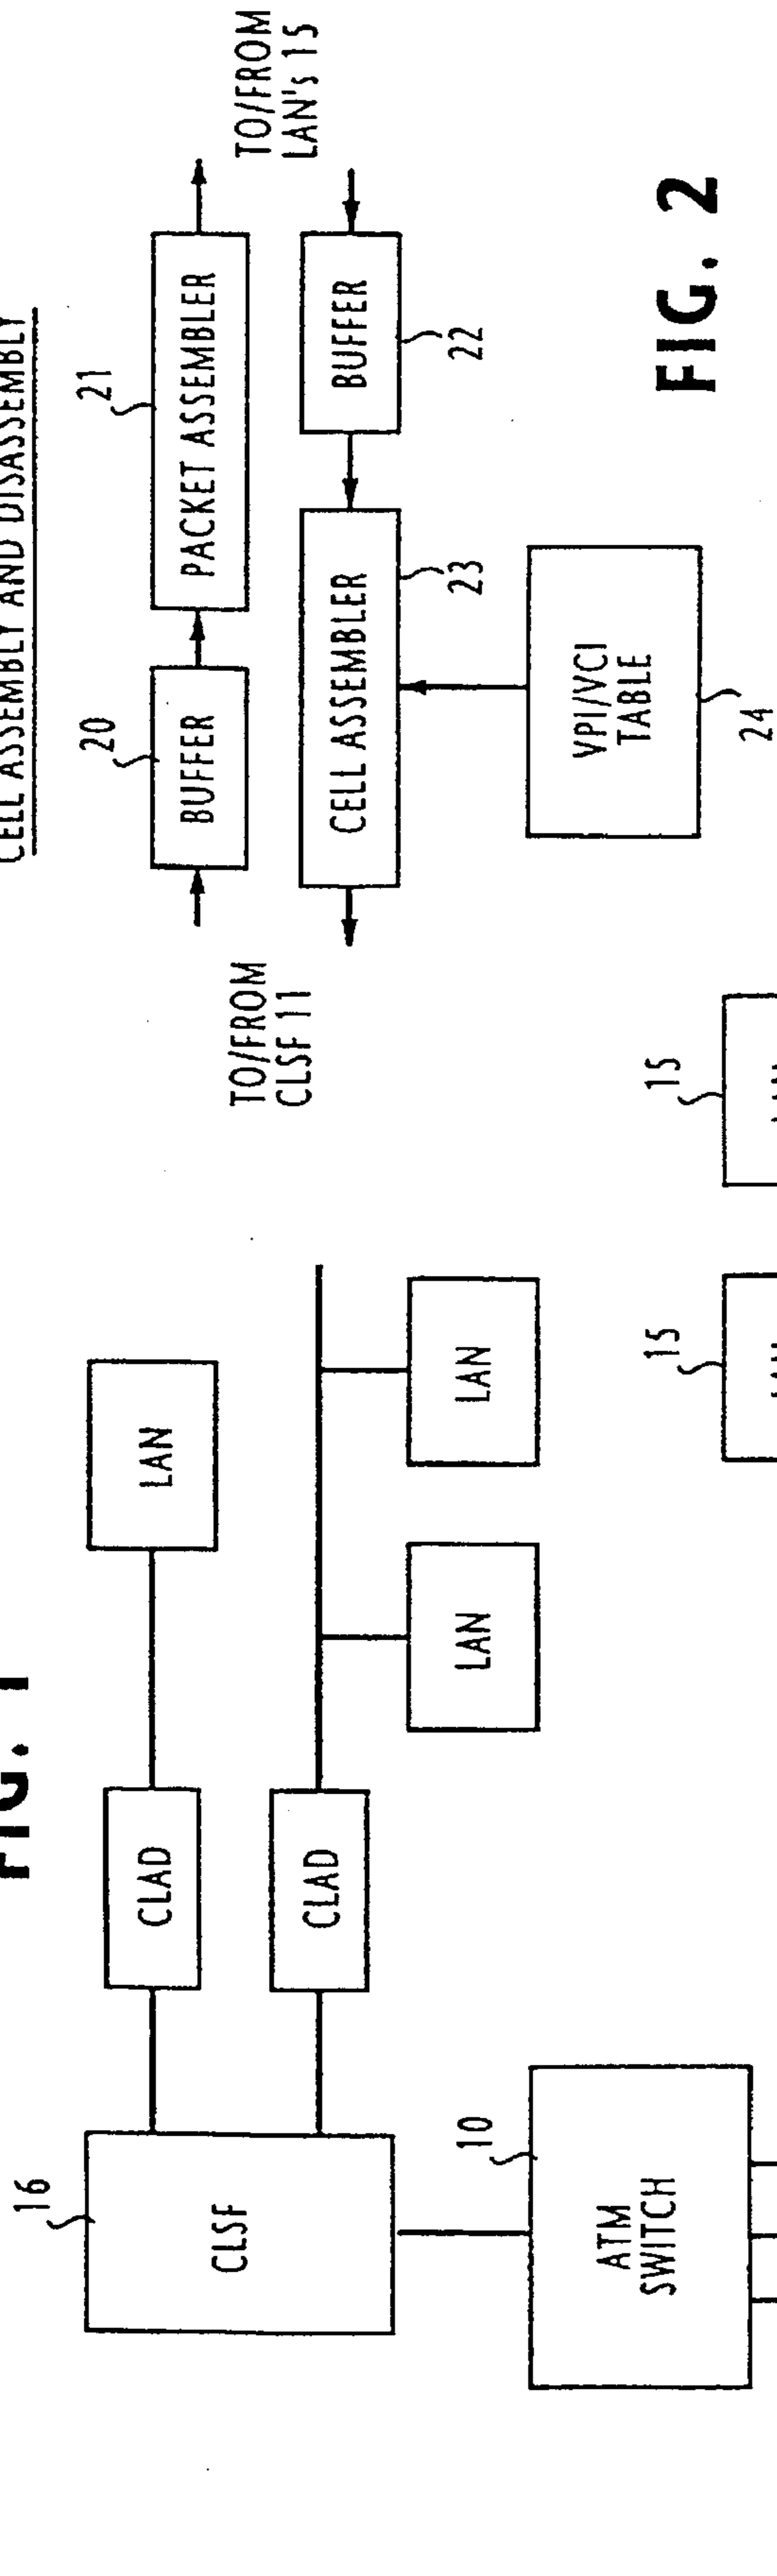 FIG. 1
16
CLSF
CLAD
LAN
CLAD
LAN
LAN
10
ATM
SWITCH
15
15
CELL ASSEMBLY AND DISASSEMBLY
20
BUFFER
21
PACKET ASSEMBLER
TO/FROM
CLSF 11
TO/FROM
LAN's 15
CELL ASSEMBLER
23
BUFFER
22
VPI/VCI
TABLE
24
FIG. 2